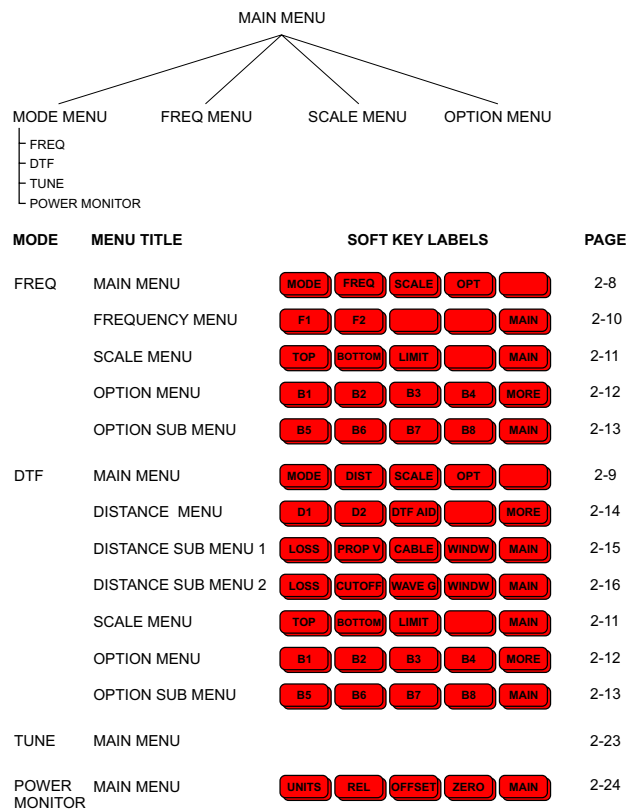 MAIN MENU
MODE MENU FREQ MENU SCALE MENU OPTION MENU
FREQ
DTF
TUNE
POWER MONITOR
MODE MENU TITLE SOFT KEY LABELS PAGE
FREQ MAIN MENU MODE FREQ SCALE OPT 2-8
FREQUENCY MENU F1 F2 MAIN 2-10
SCALE MENU TOP BOTTOM LIMIT MAIN 2-11
OPTION MENU B1 B2 B3 B4 MORE 2-12
OPTION SUB MENU B5 B6 B7 B8 MAIN 2-13
DTF MAIN MENU MODE DIST SCALE OPT 2-9
DISTANCE MENU D1 D2 DTF AID MORE 2-14
DISTANCE SUB MENU 1 LOSS PROP V CABLE WINDW MAIN 2-15
DISTANCE SUB MENU 2 LOSS CUTOFF WAVE G WINDW MAIN 2-16
SCALE MENU TOP BOTTOM LIMIT MAIN 2-11
OPTION MENU B1 B2 B3 B4 MORE 2-12
OPTION SUB MENU B5 B6 B7 B8 MAIN 2-13
TUNE MAIN MENU 2-23
POWER MAIN MENU UNITS REL OFFSET ZERO MAIN 2-24
MONITOR